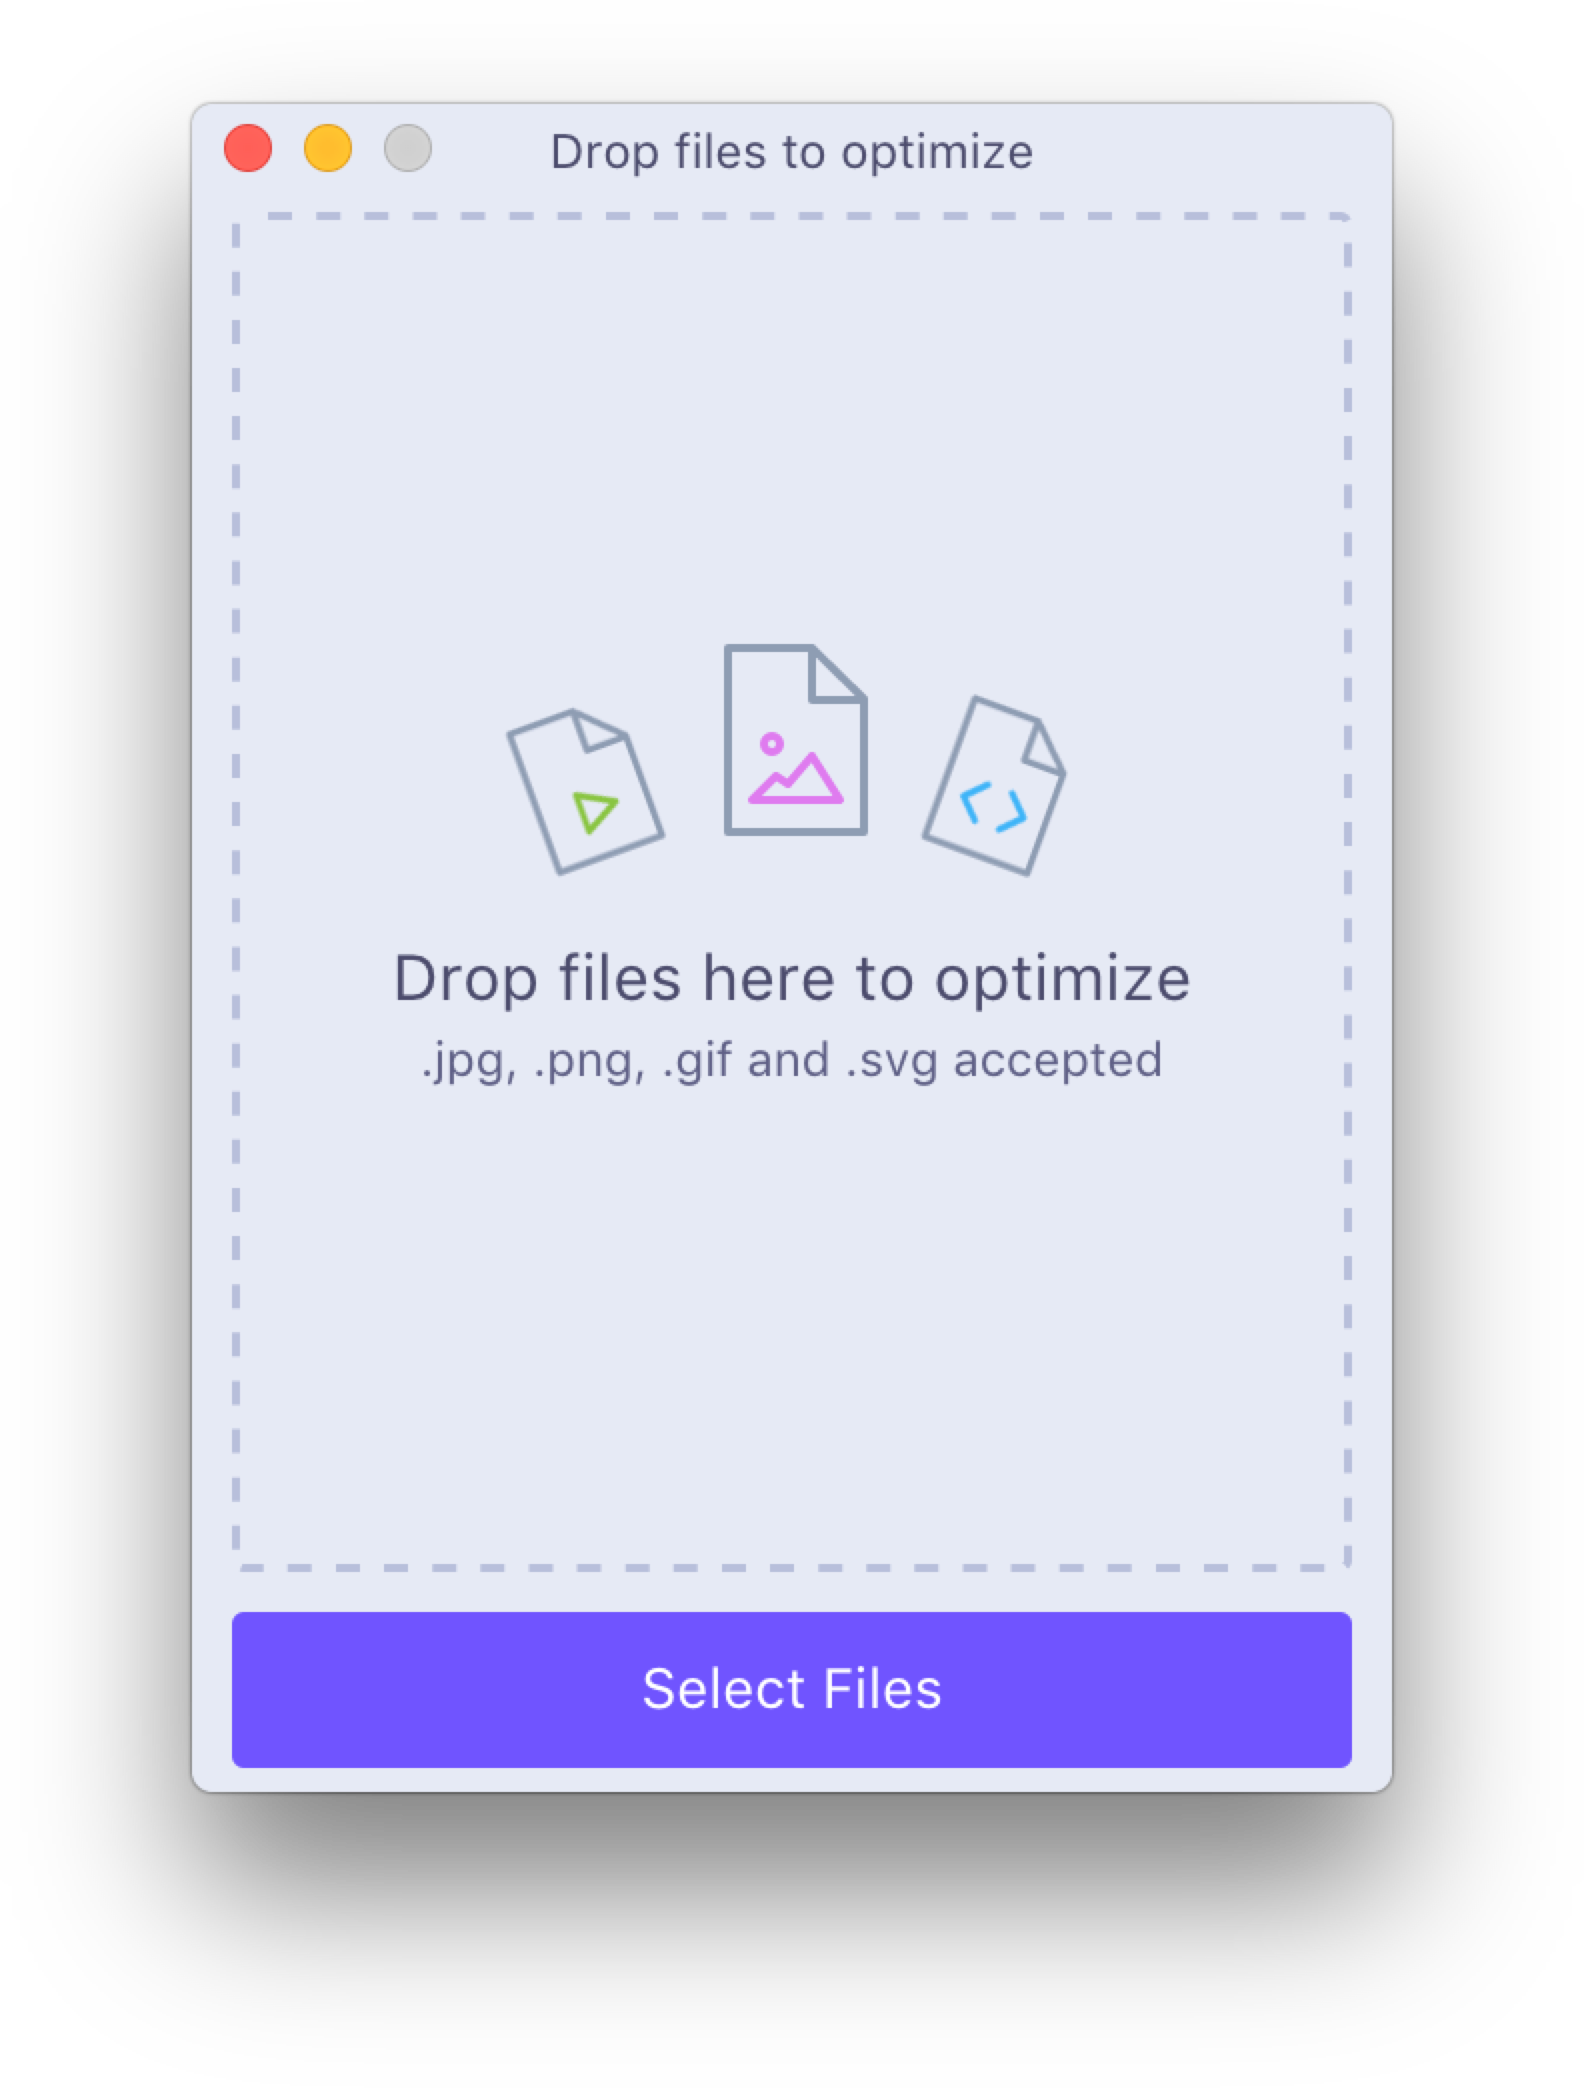 Drop files to optimize
Drop files here to optimize
.jpg, .png, .gif and .svg accepted
Select Files